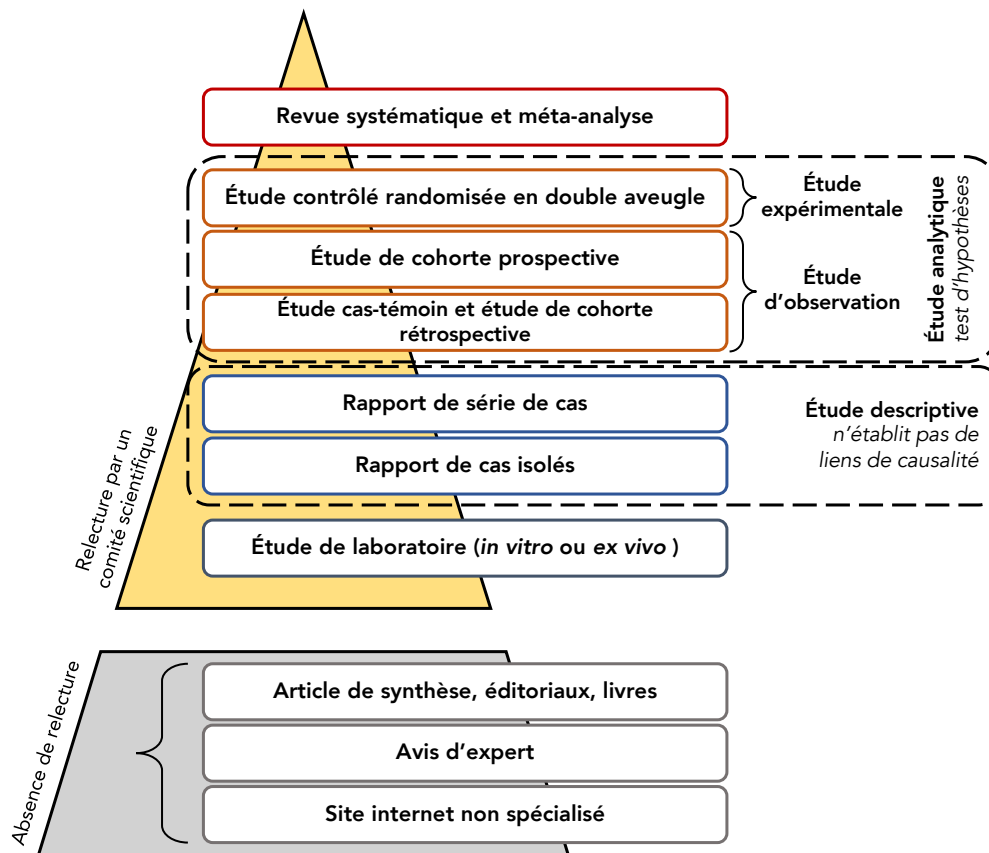 Revue systématique et méta-analyse
Étude contrôlé randomisée en double aveugle
Étude
expérimentale
Étude de cohorte prospective
Étude cas-témoin et étude de cohorte
rétrospective
Étude
d'observation
Étude analytique
test d'hypothèses
Rapport de série de cas
Rapport de cas isolés
Étude descriptive
n'établit pas de
liens de causalité
Relecture par un
comité scientifique
Étude de laboratoire (in vitro ou ex vivo )
Absence de relecture
Article de synthèse, éditoriaux, livres
Avis d'expert
Site internet non spécialisé